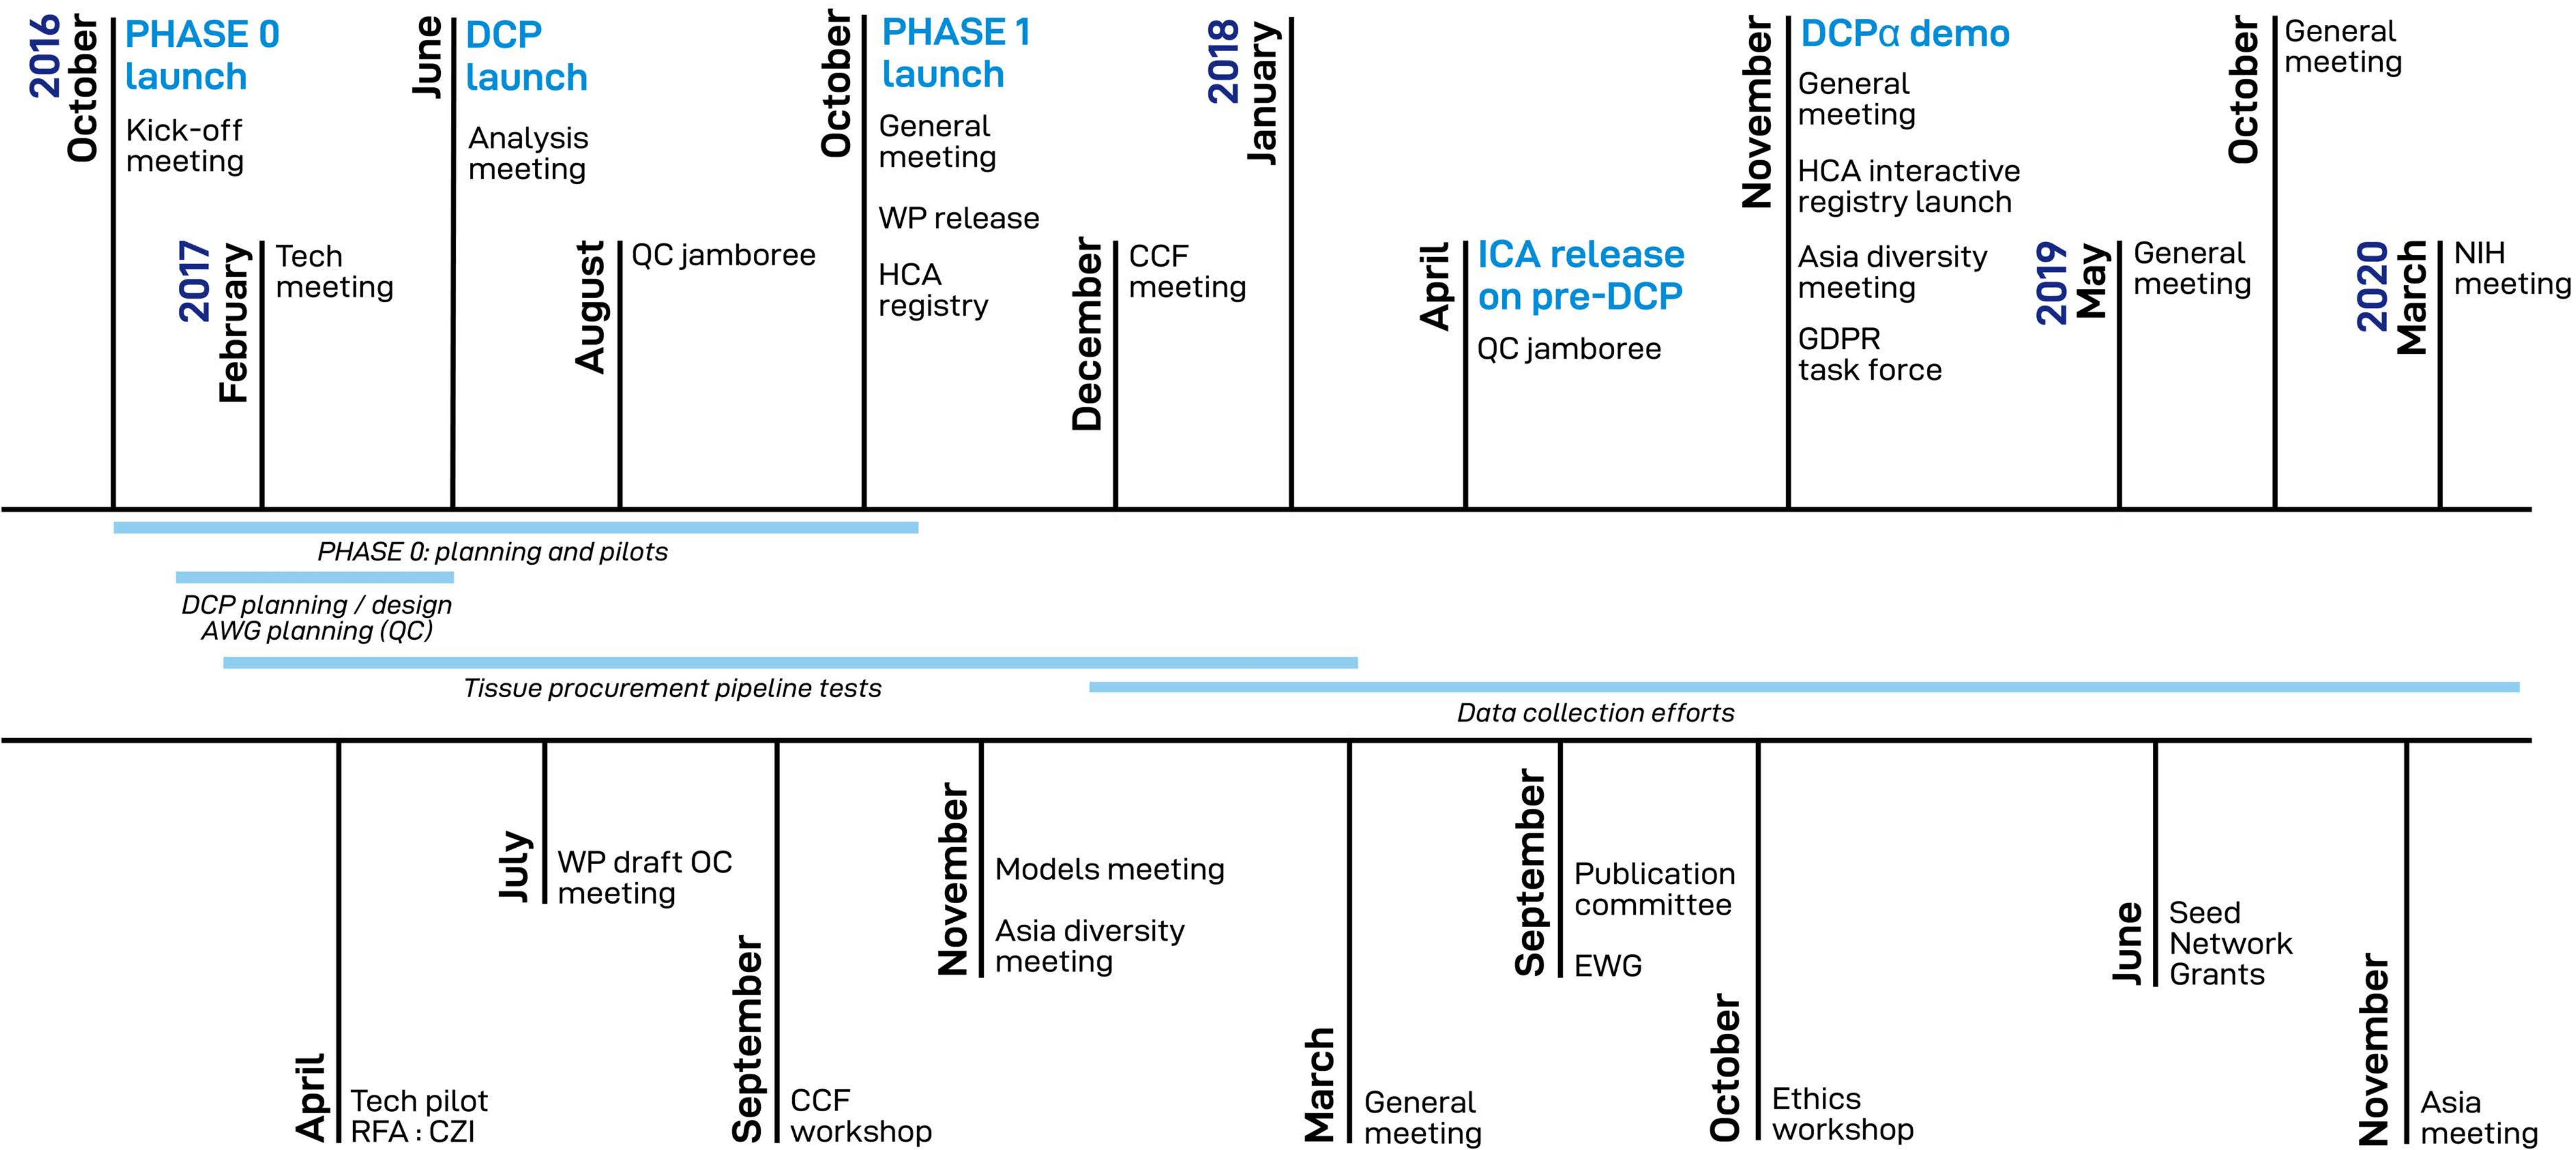 2016
October
PHASE 0
launch
Kick-off
meeting
2017
February
Tech
meeting
June
DCP
launch
Analysis
meeting
August
QC jamboree
October
PHASE 1
launch
General
meeting
WP release
HCA
registry
December
CCF
meeting
2018
January
April
ICA release
on pre-DCP
QC jamboree
November
DCPα demo
General
meeting
HCA interactive
registry launch
Asia diversity
meeting
GDPR
task force
2019
May
General
meeting
October
General
meeting
2020
March
NIH
meeting
PHASE 0: planning and pilots
DCP planning / design
AWG planning (QC)
Tissue procurement pipeline tests
Data collection efforts
April
Tech pilot
RFA : CZI
July
WP draft OC
meeting
September
CCF
workshop
November
Models meeting
Asia diversity
meeting
March
General
meeting
September
Publication
committee
EWG
October
Ethics
workshop
June
Seed
Network
Grants
November
Asia
meeting